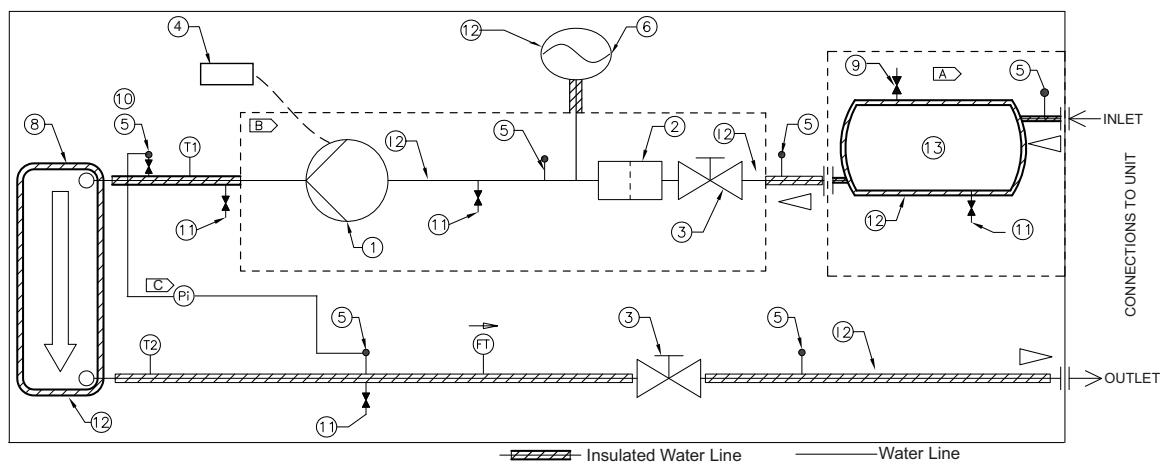 4
12
6
9
A
5
10
8
5
B
12
5
2
12
5
INLET
T1
13
11
11
1
3
12
11
C
Pi
5
3
5
12
T2
FT
OUTLET
12
11
CONNECTIONS TO UNIT
Insulated Water Line
Water Line